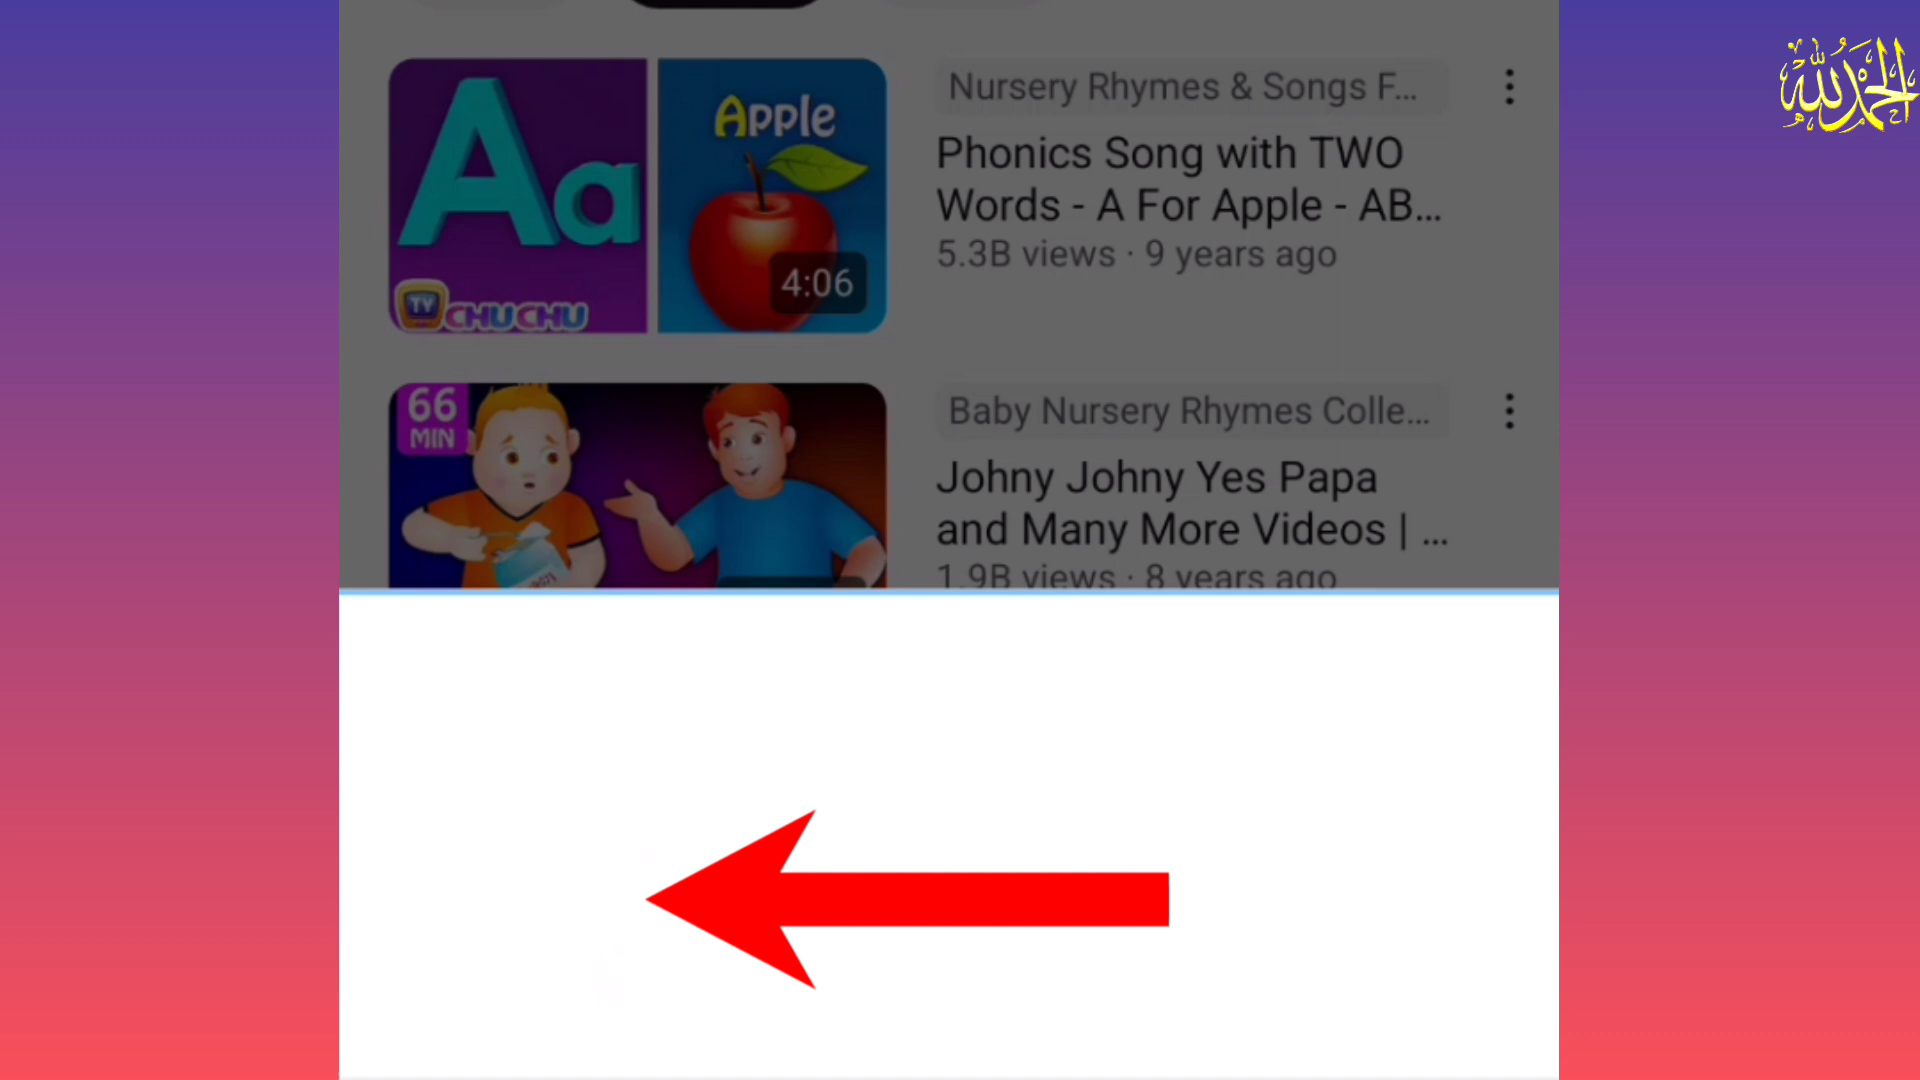 Aa
Apple
TV CHUCHU
4:06
Nursery Rhymes & Songs F...
Phonics Song with TWO
Words - A For Apple - AB...
5.3B views · 9 years ago
66
MIN
Baby Nursery Rhymes Colle...
Johny Johny Yes Papa
and Many More Videos | ...
1.9B views · 8 years ago
الحمد لله